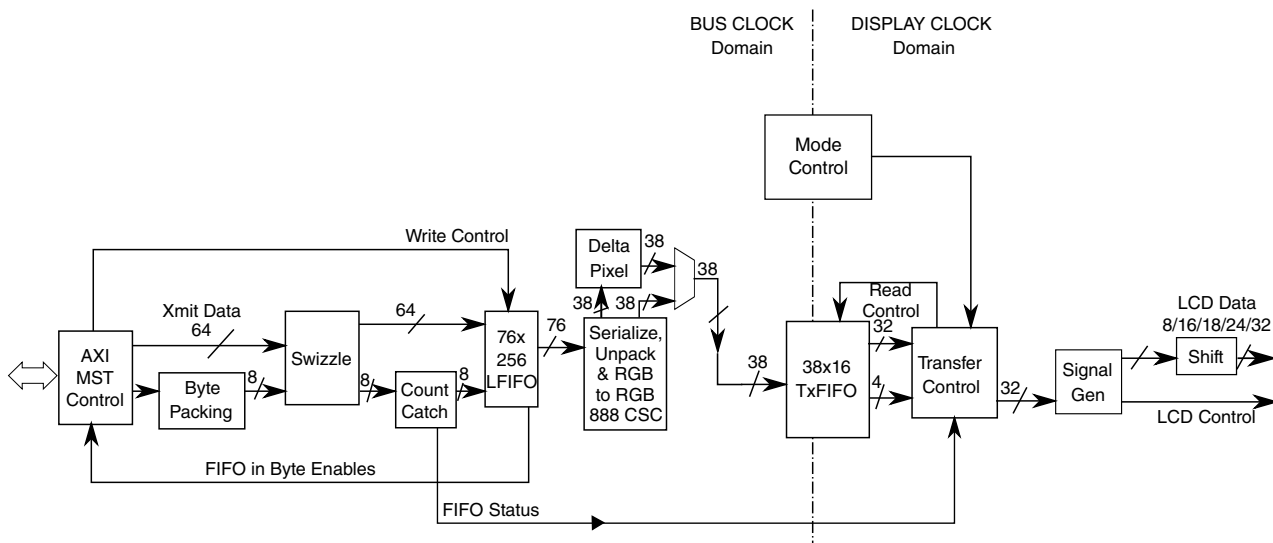 BUS CLOCK
Domain
DISPLAY CLOCK
Domain
Mode
Control
Write Control
Delta
Pixel
38
38
38
38
Xmit Data
64
64
76x
256
LFIFO
76
Serialize,
Unpack
& RGB
to RGB
888 CSC
Read
Control
LCD Data
8/16/18/24/32
AXI
MST
Control
Swizzle
Byte
Packing
8
8
Count
Catch
8
38
38x16
TxFIFO
32
4
Transfer
Control
32
Signal
Gen
Shift
LCD Control
FIFO in Byte Enables
FIFO Status